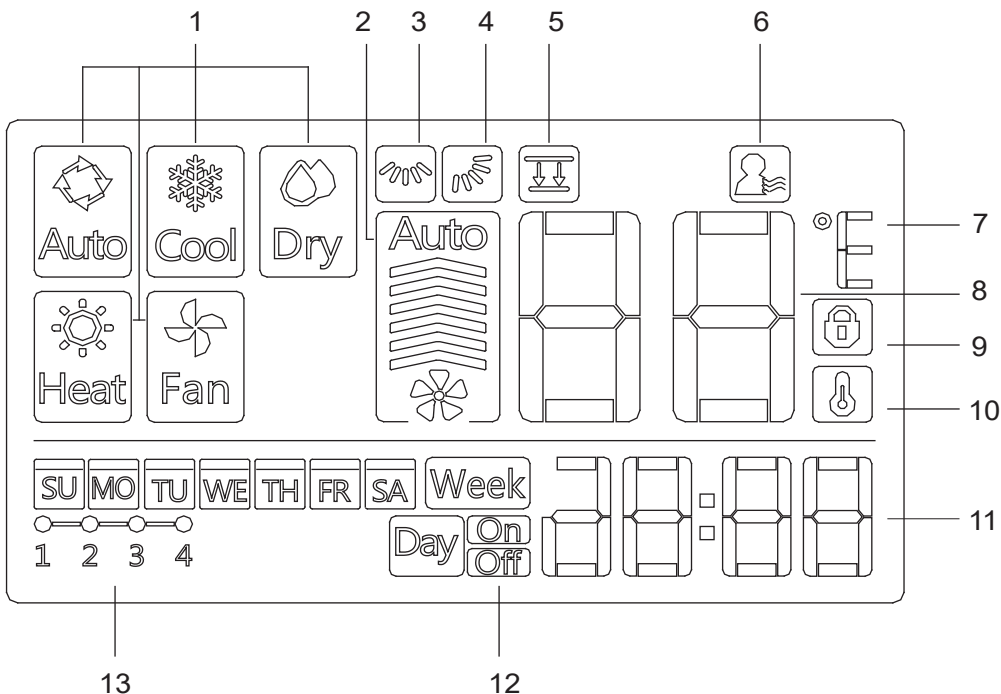 1 2 3 4 5 6
Auto Cool Dry Auto
7
8
Heat Fan
9
10
SU MO TU WE TH FR SA Week
Day On
Off
11
1 2 3 4
13 12